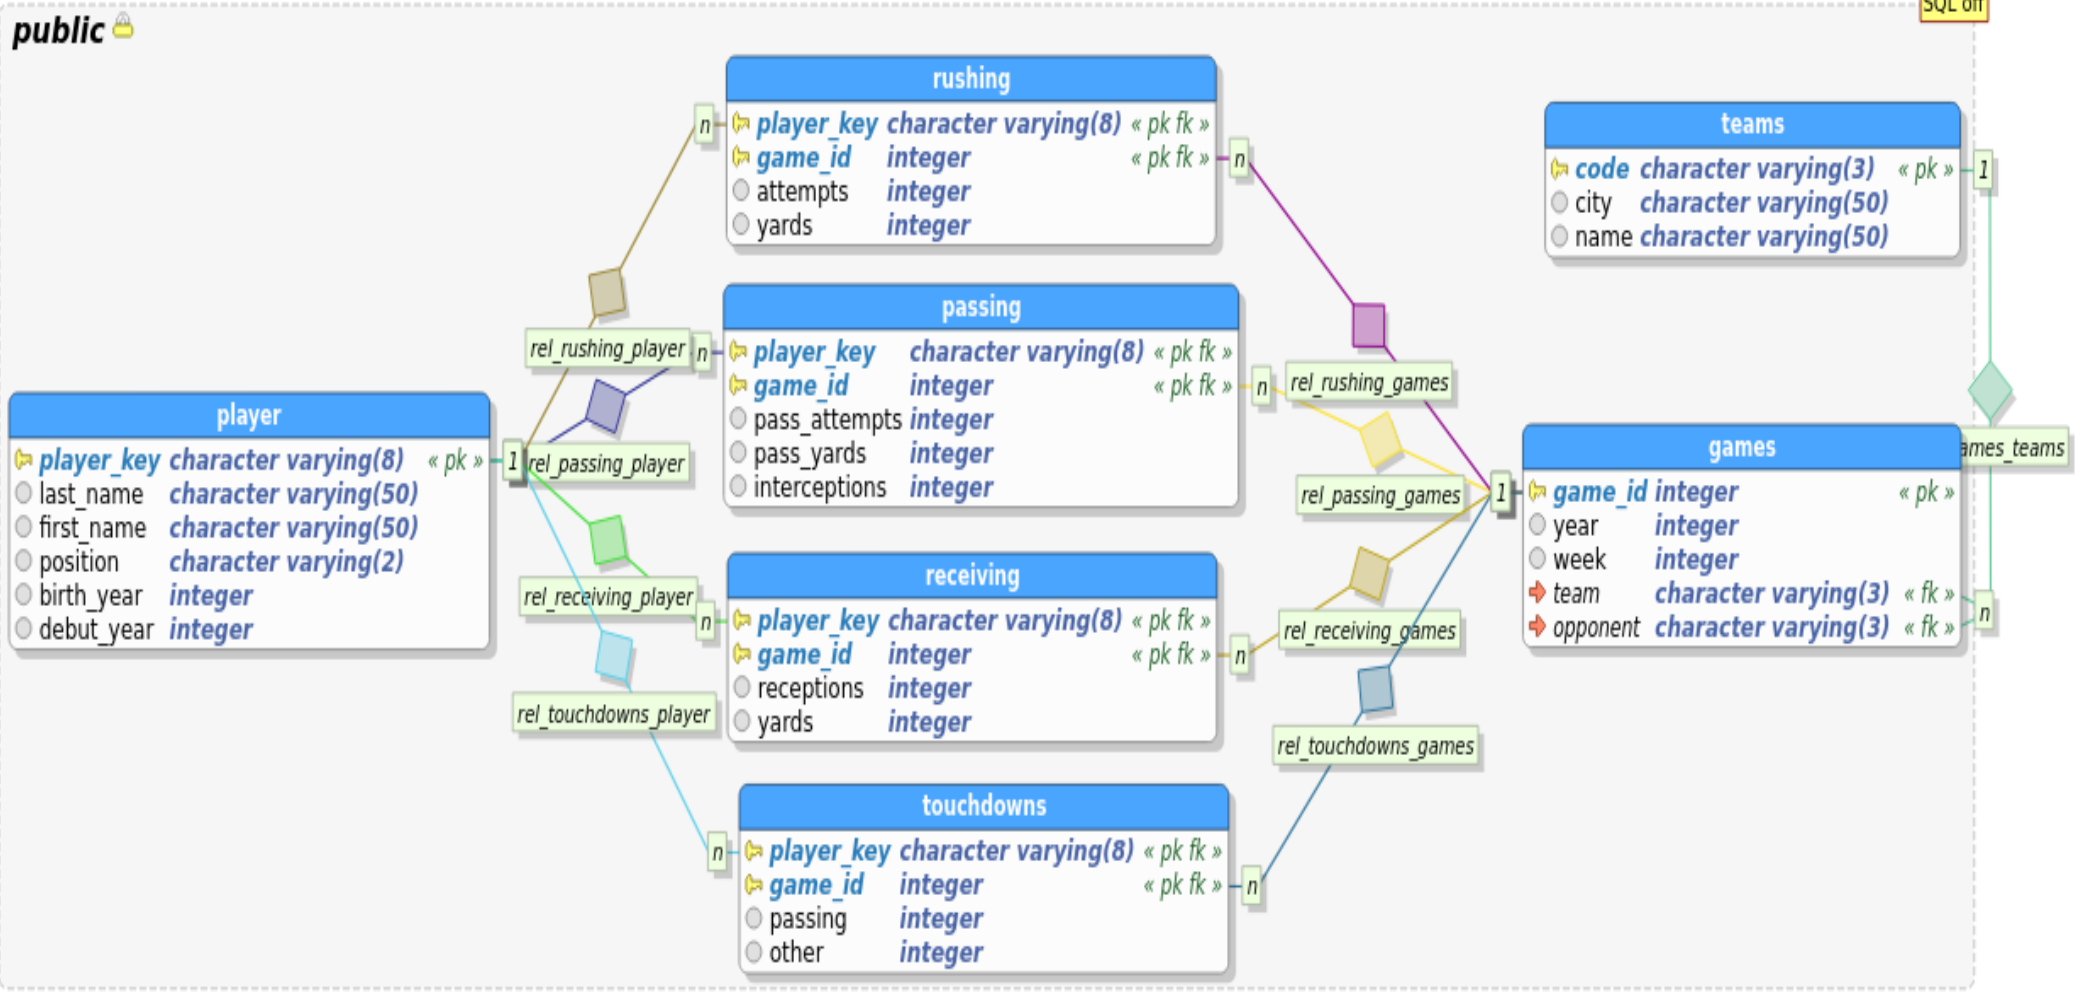 SQL off
public
rushing
player_key character varying(8) « pk fk »
game_id integer « pk fk »
attempts integer
yards integer
teams
code character varying(3) « pk »
city character varying(50)
name character varying(50)
passing
player_key character varying(8) « pk fk »
game_id integer « pk fk »
pass_attempts integer
pass_yards integer
interceptions integer
player
player_key character varying(8) « pk »
last_name character varying(50)
first_name character varying(50)
position character varying(2)
birth_year integer
debut_year integer
games
game_id integer « pk »
year integer
week integer
team character varying(3) « fk »
opponent character varying(3) « fk »
receiving
player_key character varying(8) « pk fk »
game_id integer « pk fk »
receptions integer
yards integer
touchdowns
player_key character varying(8) « pk fk »
game_id integer « pk fk »
passing integer
other integer
rel_rushing_player
rel_passing_player
rel_receiving_player
rel_touchdowns_player
rel_rushing_games
rel_passing_games
rel_receiving_games
rel_touchdowns_games
ames_teams
n
n
n
n
1
n
n
n
n
1
1
n